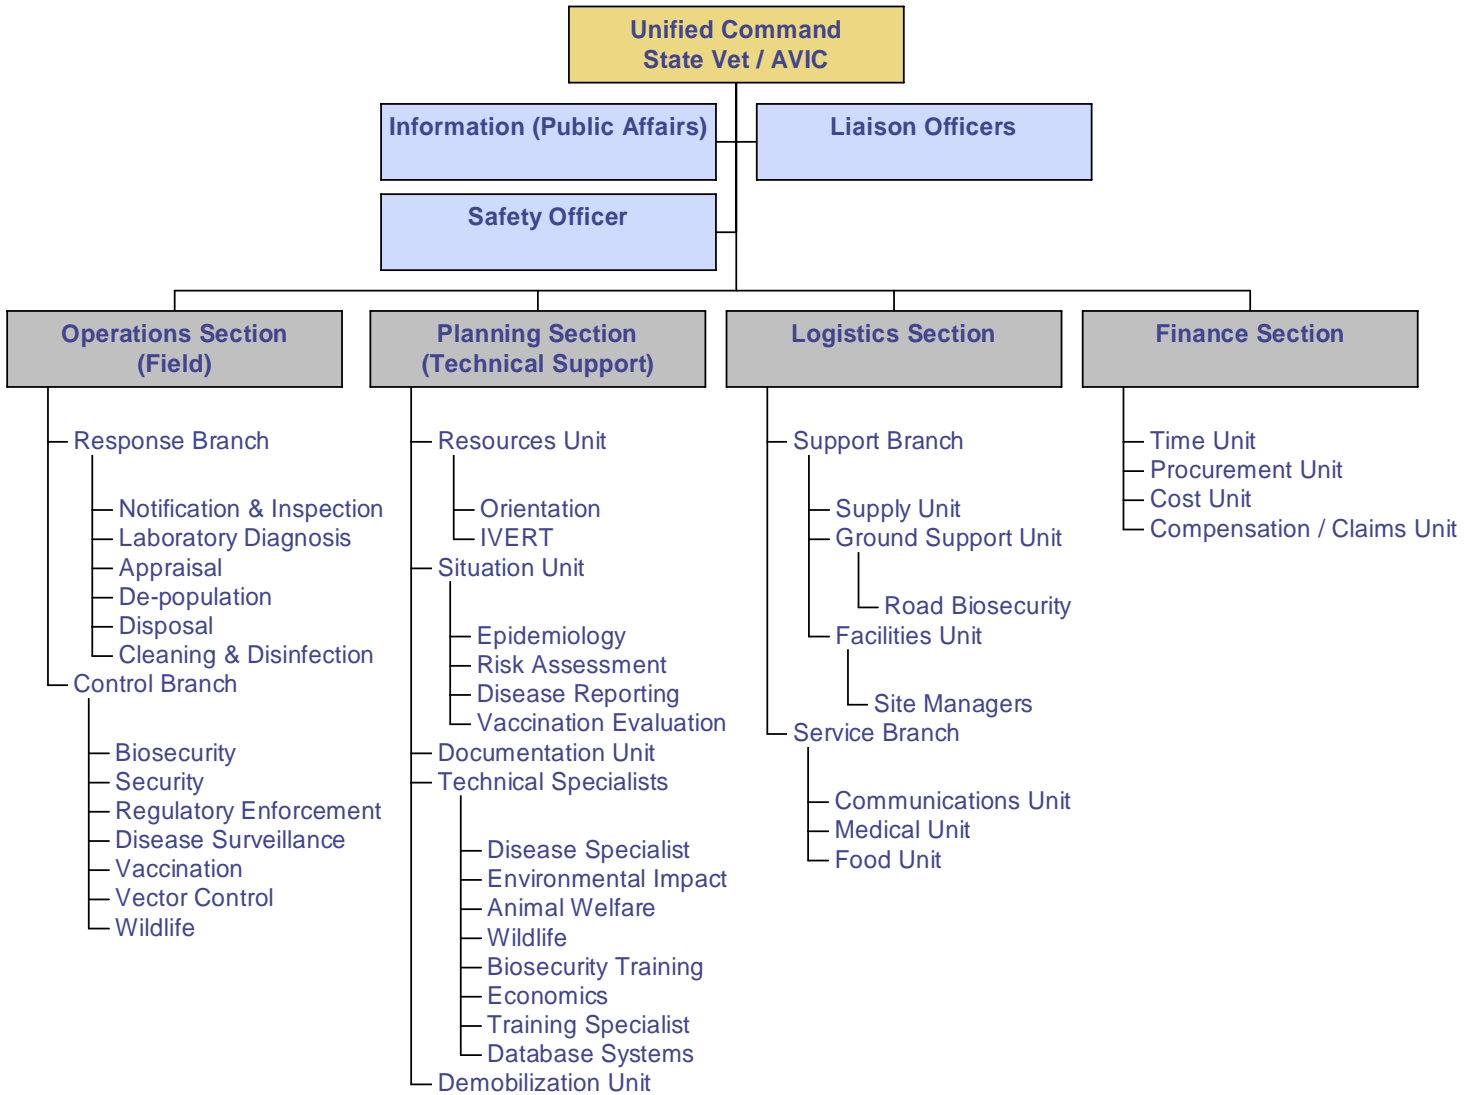 Unified Command
State Vet / AVIC
Information (Public Affairs)
Liaison Officers
Safety Officer
Operations Section
(Field)
Response Branch
Notification & Inspection
Laboratory Diagnosis
Appraisal
De-population
Disposal
Cleaning & Disinfection
Control Branch
Biosecurity
Security
Regulatory Enforcement
Disease Surveillance
Vaccination
Vector Control
Wildlife
Planning Section
(Technical Support)
Resources Unit
Orientation
IVERT
Situation Unit
Epidemiology
Risk Assessment
Disease Reporting
Vaccination Evaluation
Documentation Unit
Technical Specialists
Disease Specialist
Environmental Impact
Animal Welfare
Wildlife
Biosecurity Training
Economics
Training Specialist
Database Systems
Demobilization Unit
Logistics Section
Support Branch
Supply Unit
Ground Support Unit
Road Biosecurity
Facilities Unit
Site Managers
Service Branch
Communications Unit
Medical Unit
Food Unit
Finance Section
Time Unit
Procurement Unit
Cost Unit
Compensation / Claims Unit